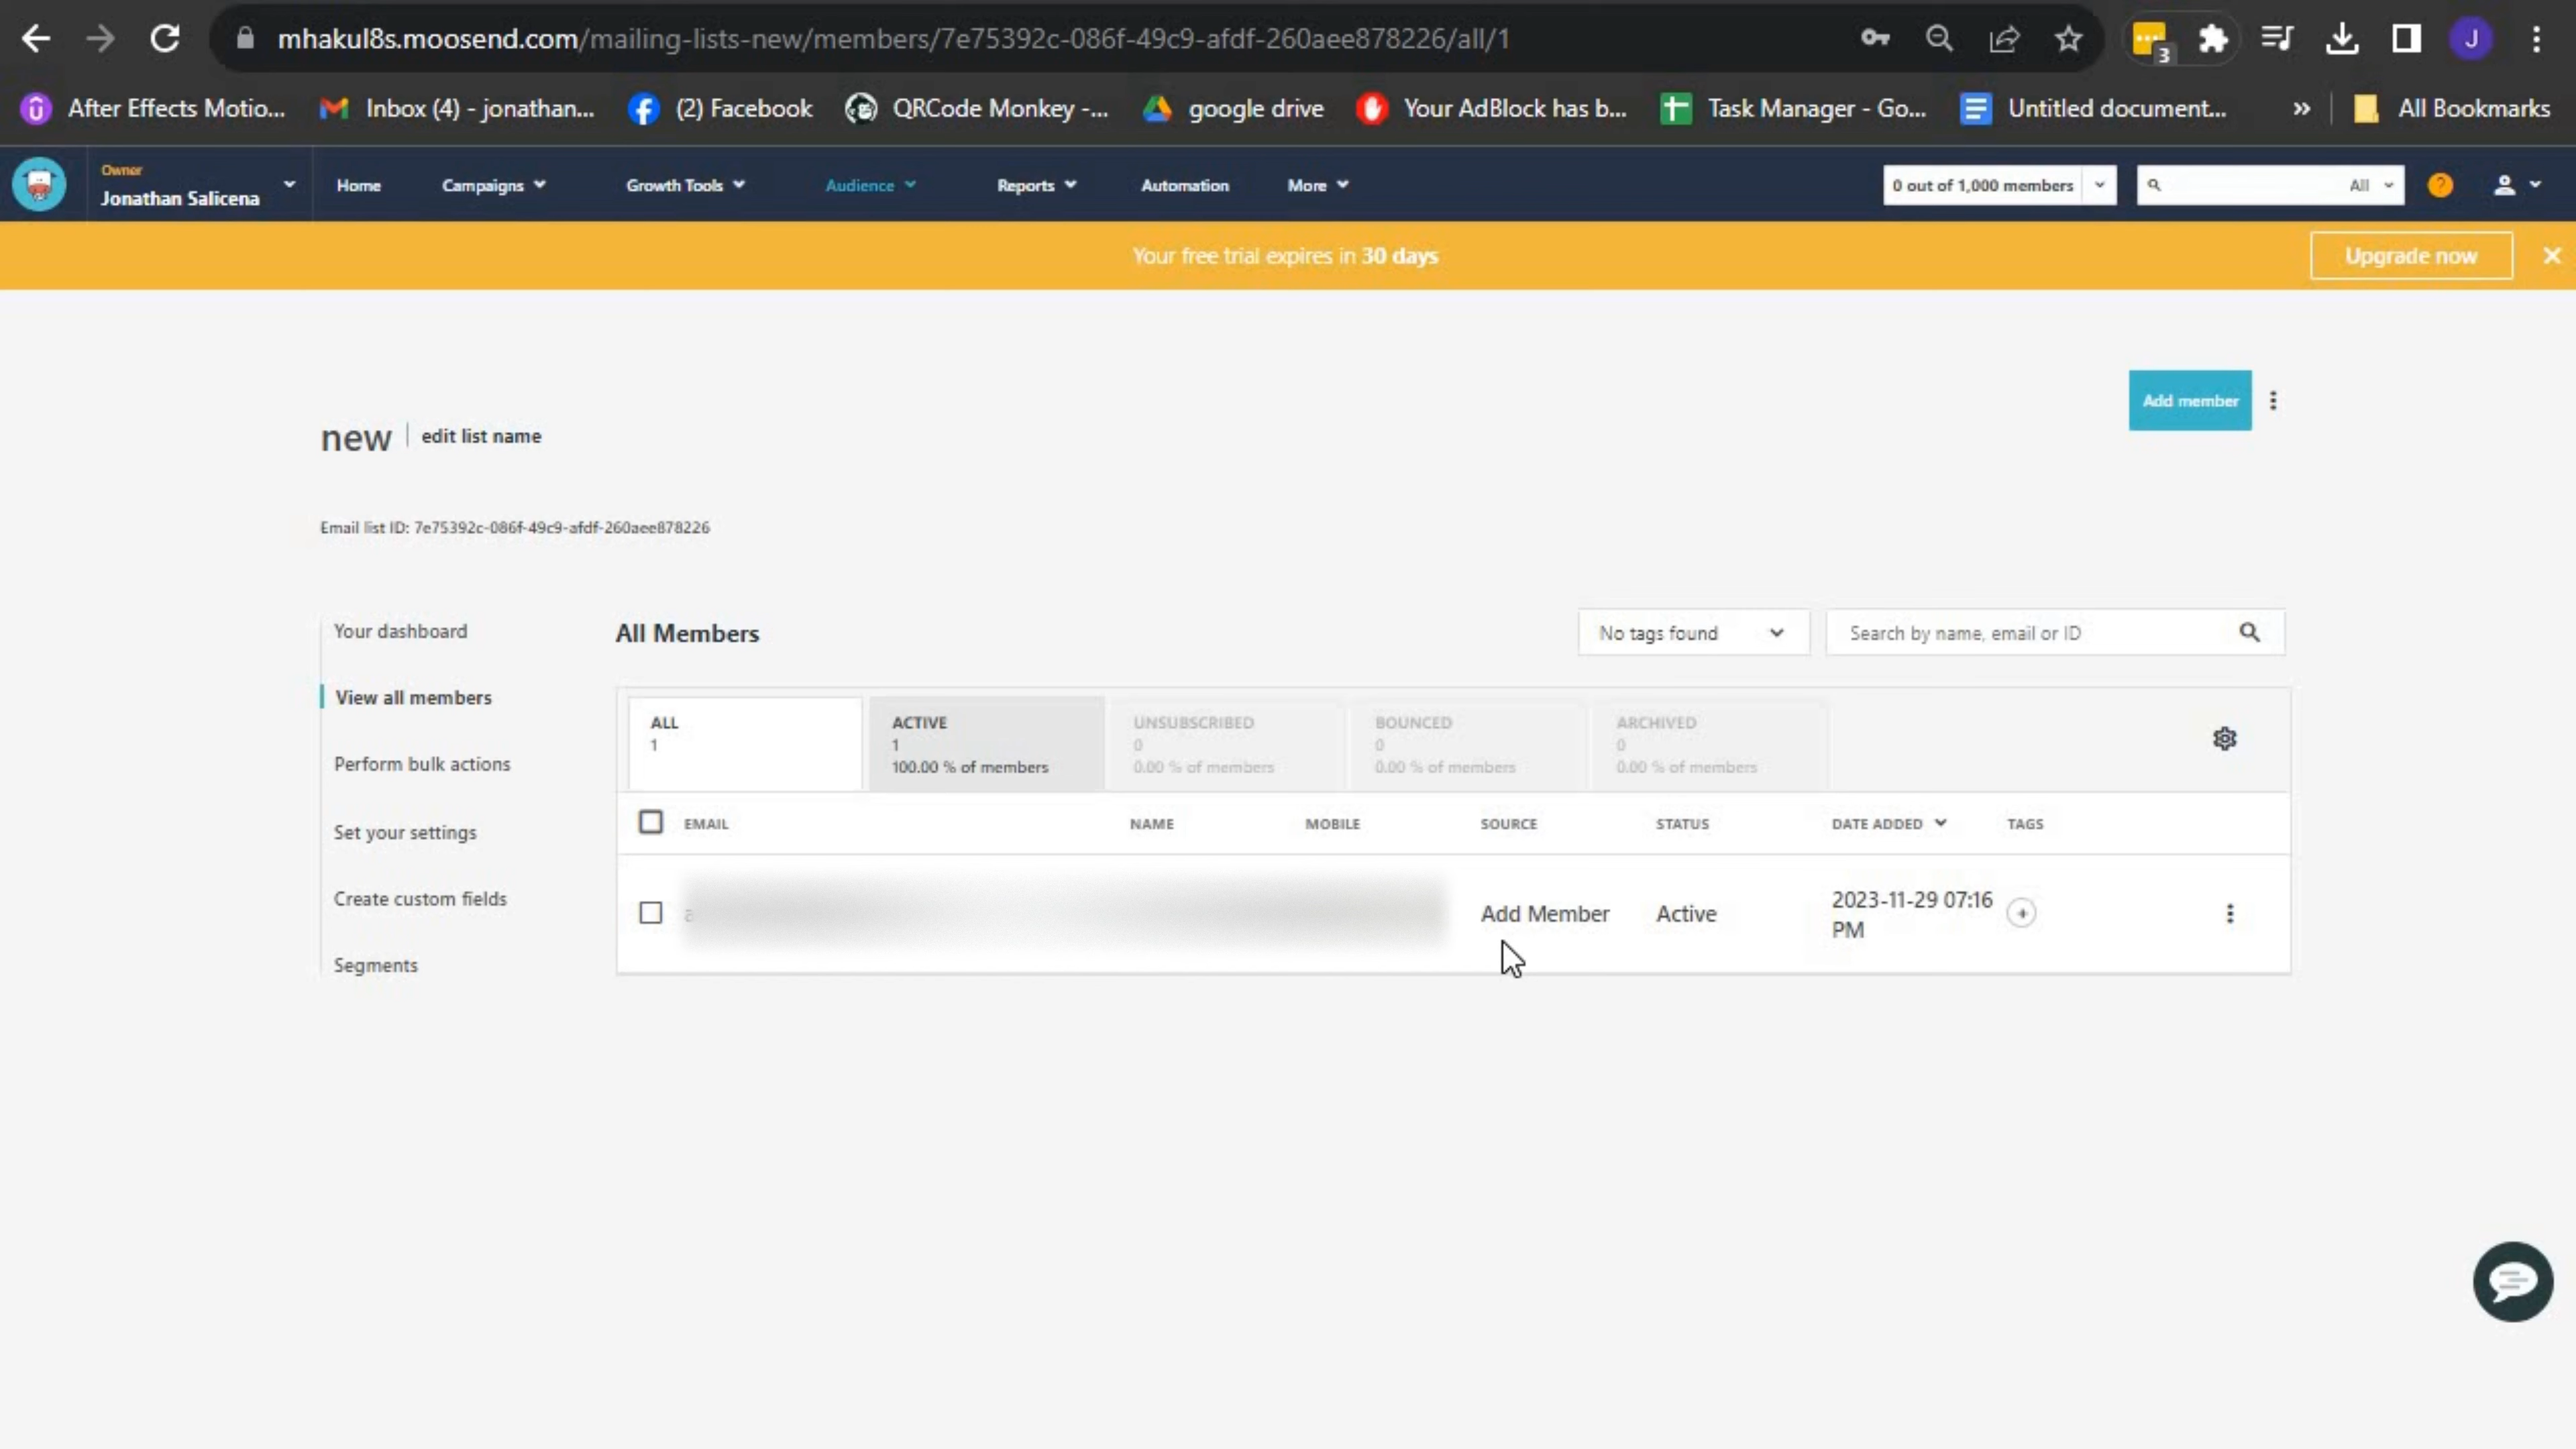 mhakul8s.moosend.com/mailing-lists-new/members/7e75392c-086f-49c9-afdf-260aee878226/all/1
3
J
After Effects Motio...
Inbox (4) - jonathan...
(2) Facebook
QRCode Monkey -...
google drive
Your AdBlock has b...
Task Manager - Go...
Untitled document...
»
All Bookmarks
Owner
Jonathan Salicena
Home
Campaigns
Growth Tools
Audience
Reports
Automation
More
0 out of 1,000 members
All
?
Your free trial expires in 30 days
Upgrade now
Add member
new
edit list name
Email list ID: 7e75392c-086f-49c9-afdf-260aee878226
Your dashboard
View all members
Perform bulk actions
Set your settings
Create custom fields
Segments
All Members
No tags found
Search by name, email or ID
ALL
1
ACTIVE
1
100.00 % of members
UNSUBSCRIBED
0
0.00 % of members
BOUNCED
0
0.00 % of members
ARCHIVED
0
0.00 % of members
EMAIL
NAME
MOBILE
SOURCE
STATUS
DATE ADDED
TAGS
Add Member
Active
2023-11-29 07:16
PM